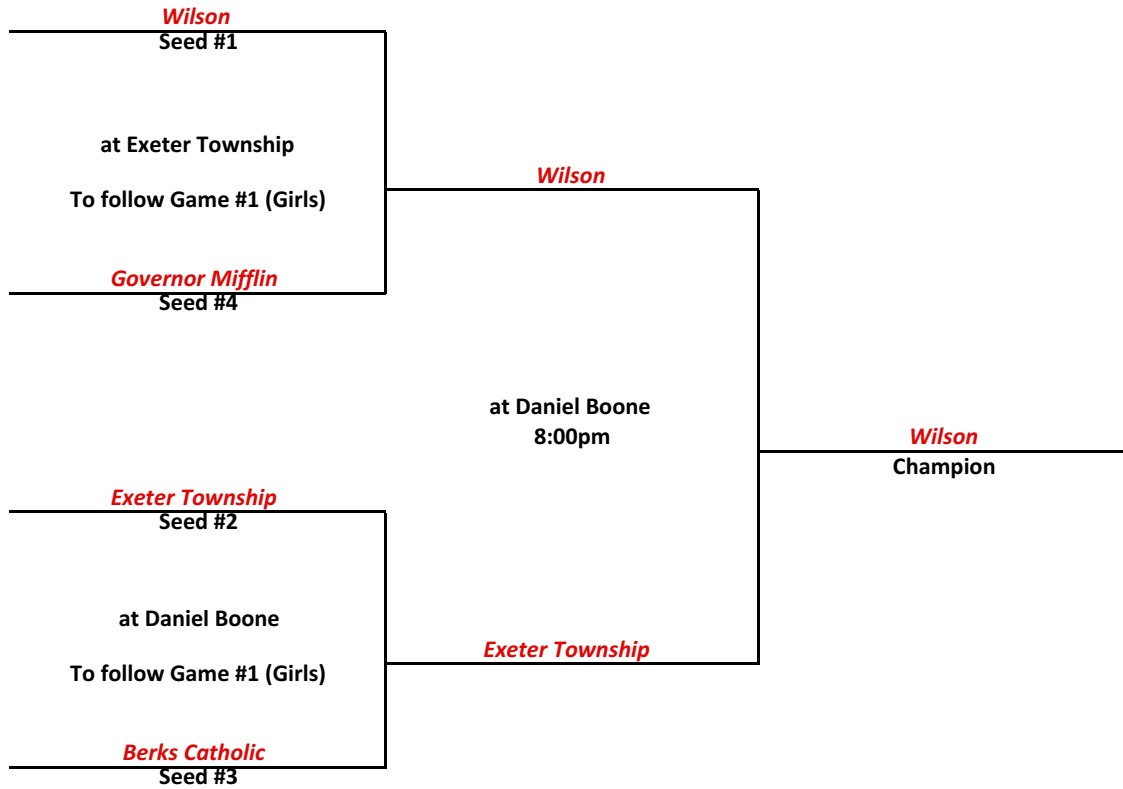 Wilson
Seed #1
at Exeter Township
To follow Game #1 (Girls)
Governor Mifflin
Seed #4
Wilson
at Daniel Boone
8:00pm
Wilson
Champion
Exeter Township
Seed #2
at Daniel Boone
To follow Game #1 (Girls)
Exeter Township
Berks Catholic
Seed #3